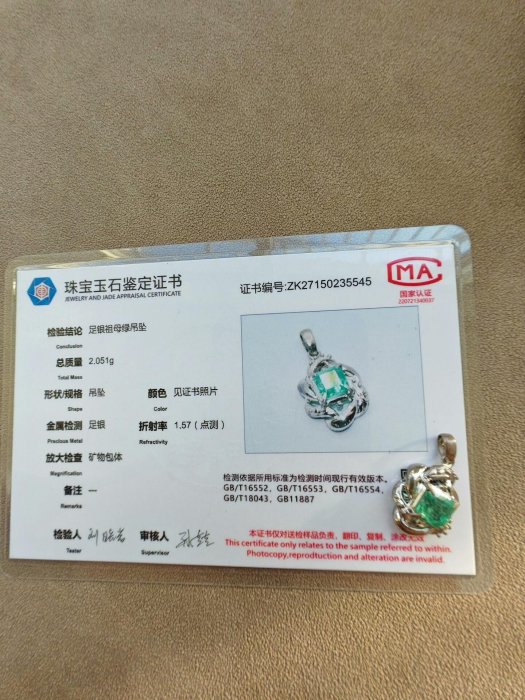 珠宝玉石鉴定证书
JEWELRY AND JADE APPRAISAL CERTIFICATE
证书编号:ZK27150235545
CMA
国家认证
220721340037
检验结论 足银祖母绿吊坠
Conclusion
总质量 2.051g
Total Mass
形状/规格 吊坠 颜色 见证书照片
Shape Color
金属检测 足银 折射率 1.57（点测）
Precious Metal Refractivity
放大检查 矿物包体
Magnification
备注 ---
Remarks
检验人 审核人
Tester Supervisor
检测依据所用标准为检测时间现行有效版本。
GB/T16552、GB/T16553、GB/T16554、
GB/T18043、GB11887
本证书仅对送检样品负责，翻印、复制、涂改无效
This certificate only relates to the sample referred to within.
Photocopy,reproduction and alteration are invalid.